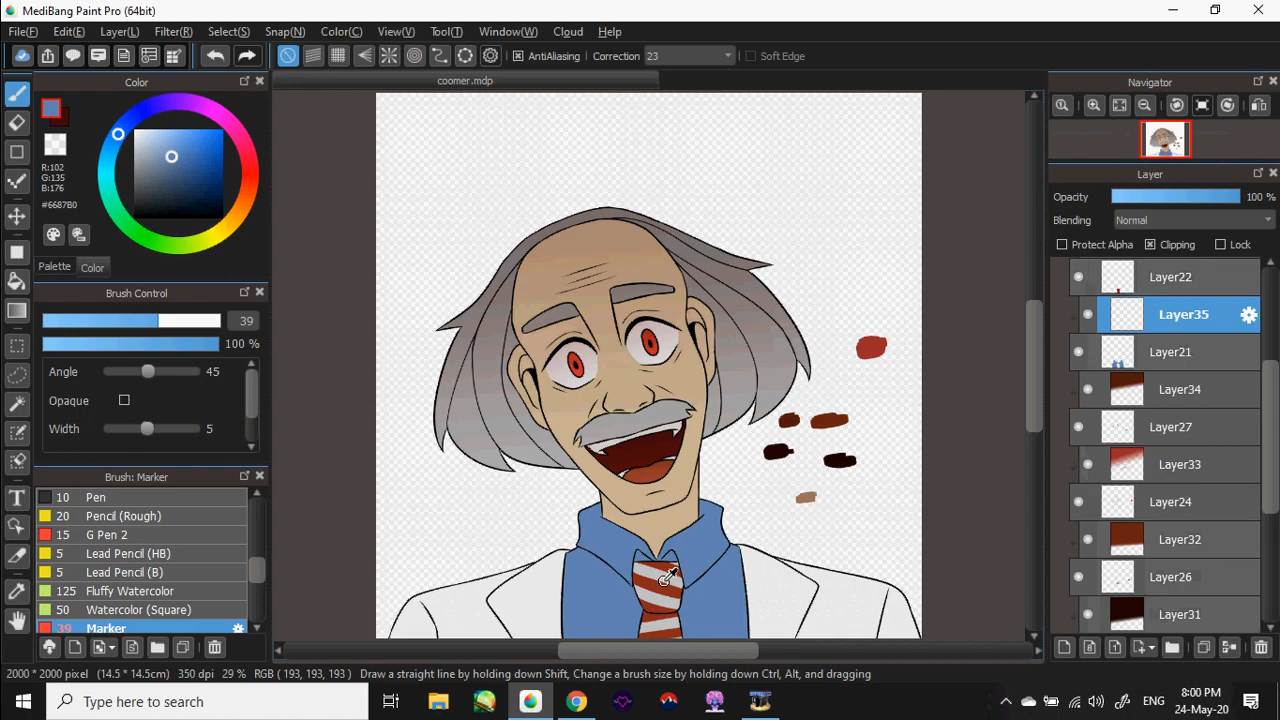 MediBang Paint Pro (64bit)
File(F) Edit(E) Layer(L) Filter(R) Select(S) Snap(N) Color(C) View(V) Tool(T) Window(W) Cloud Help
AntiAliasing Correction 23 Soft Edge
Color
coomer.mdp
Navigator
R:102
G:135
B:176
#6687B0
Layer
Opacity 100 %
Blending Normal
Protect Alpha Clipping Lock
Palette Color
Brush Control
39
100 %
Angle 45
Opaque
Width 5
Layer22
Layer35
Layer21
Layer34
Layer27
Layer33
Layer24
Layer32
Layer26
Layer31
Brush: Marker
10 Pen
20 Pencil (Rough)
15 G Pen 2
5 Lead Pencil (HB)
5 Lead Pencil (B)
125 Fluffy Watercolor
50 Watercolor (Square)
39 Marker
2000 * 2000 pixel (14.5 * 14.5cm) 350 dpi 29 % RGB ( 193, 193, 193 ) Draw a straight line by holding down Shift, Change a brush size by holding down Ctrl, Alt, and dragging
Type here to search
ENG
8:00 PM
24-May-20